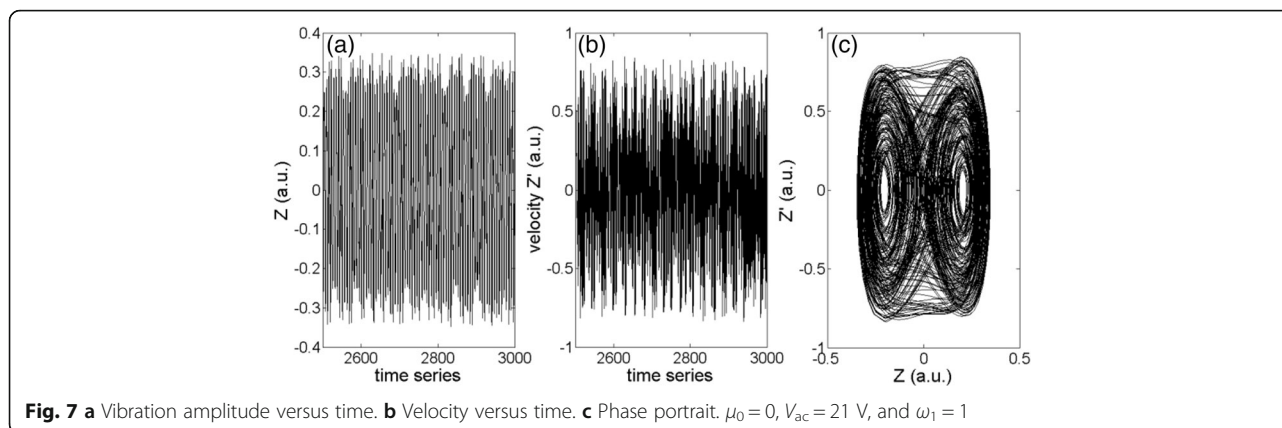 (a)
0.4
0.3
0.2
0.1
0
-0.1
-0.2
-0.3
-0.4
Z (a.u.)
2600 2800 3000
time series
(b)
1
0.5
0
-0.5
-1
velocity Z' (a.u.)
2600 2800 3000
time series
(c)
1
0.5
0
-0.5
-1
Z' (a.u.)
-0.5 0 0.5
Z (a.u.)
Fig. 7 a Vibration amplitude versus time. b Velocity versus time. c Phase portrait. μ₀ = 0, Vac = 21 V, and ω₁ = 1